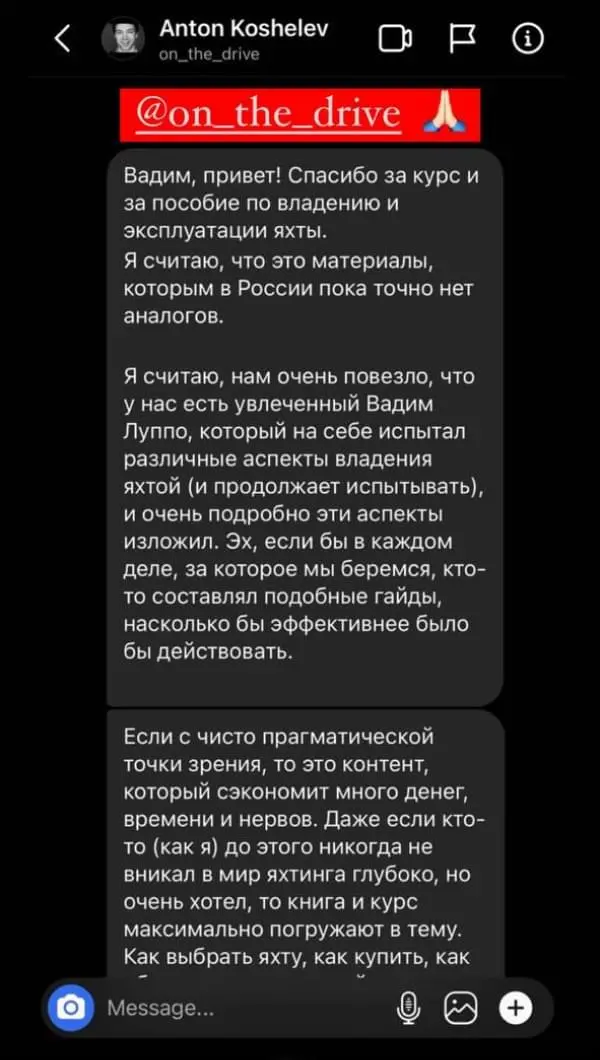 Anton Koshelev
on_the_drive
@on_the_drive 🙏🏻
Вадим, привет! Спасибо за курс и
за пособие по владению и
эксплуатации яхты.
Я считаю, что это материалы,
которым в России пока точно нет
аналогов.
Я считаю, нам очень повезло, что
у нас есть увлеченный Вадим
Луппо, который на себе испытал
различные аспекты владения
яхтой (и продолжает испытывать),
и очень подробно эти аспекты
изложил. Эх, если бы в каждом
деле, за которое мы беремся, кто-
то составлял подобные гайды,
насколько бы эффективнее было
бы действовать.
Если с чисто прагматической
точки зрения, то это контент,
который сэкономит много денег,
времени и нервов. Даже если кто-
то (как я) до этого никогда не
вникал в мир яхтинга глубоко, но
очень хотел, то книга и курс
максимально погружают в тему.
Как выбрать яхту, как купить, как
Message...